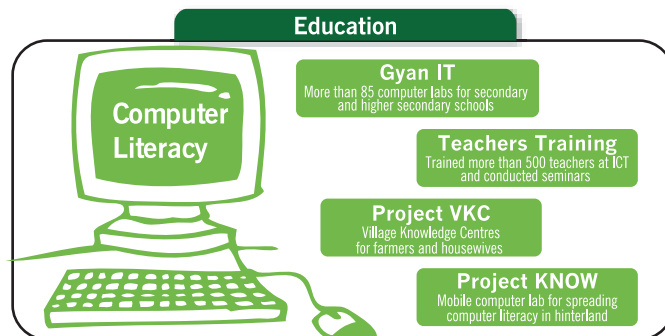 Education
Computer
Literacy
Gyan IT
More than 85 computer labs for secondary
and higher secondary schools
Teachers Training
Trained more than 500 teachers at ICT
and conducted seminars
Project VKC
Village Knowledge Centres
for farmers and housewives
Project KNOW
Mobile computer lab for spreading
computer literacy in hinterland